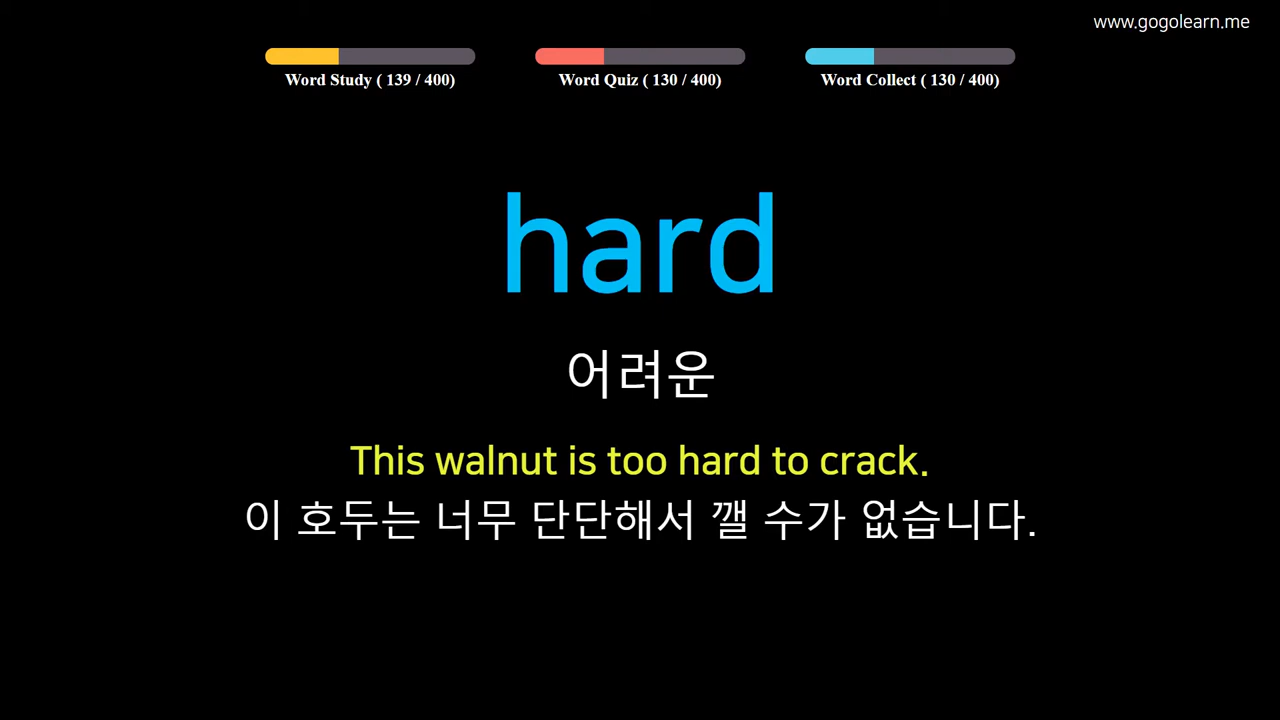 www.gogolearn.me
Word Study ( 139 / 400) Word Quiz ( 130 / 400) Word Collect ( 130 / 400)
hard
어려운
This walnut is too hard to crack.
이 호두는 너무 단단해서 깰 수가 없습니다.